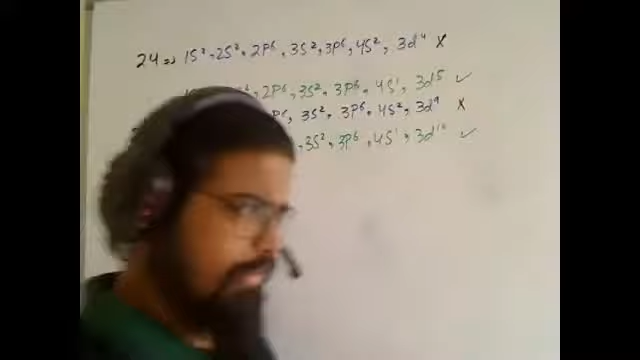 24 => 1S², 2S², 2P⁶, 3S², 3P⁶, 4S², 3d⁴ X
2P⁶, 3S², 3P⁶, 4S¹, 3d⁵ ✓
3S², 3P⁶, 4S², 3d⁹ X
3S², 3P⁶, 4S¹, 3d¹⁰ ✓